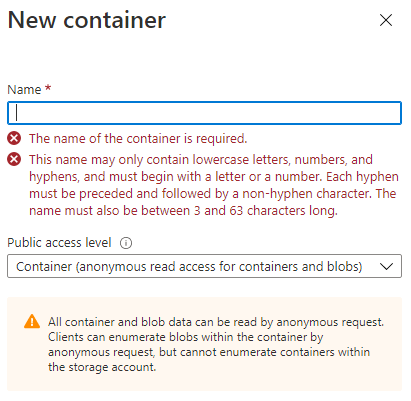 New container
Name *
The name of the container is required.
This name may only contain lowercase letters, numbers, and
hyphens, and must begin with a letter or a number. Each hyphen
must be preceded and followed by a non-hyphen character. The
name must also be between 3 and 63 characters long.
Public access level
Container (anonymous read access for containers and blobs)
All container and blob data can be read by anonymous request.
Clients can enumerate blobs within the container by
anonymous request, but cannot enumerate containers within
the storage account.